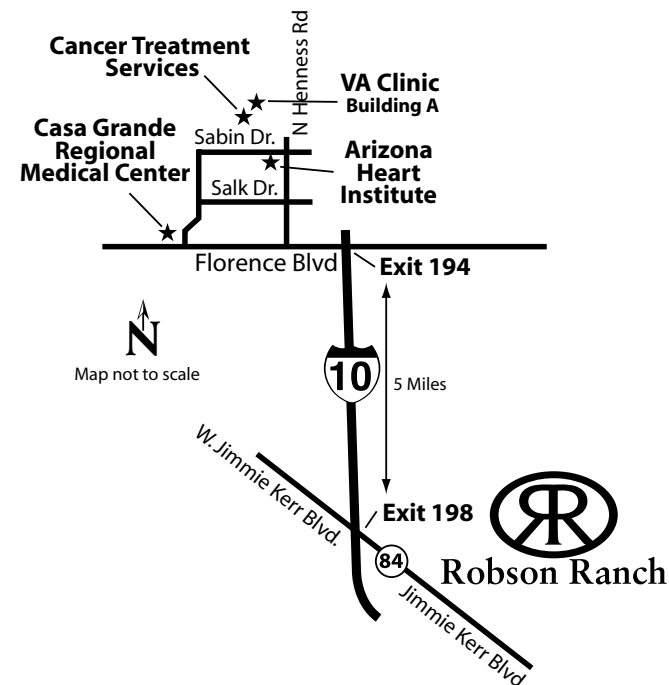 Cancer Treatment
Services
N Henness Rd
VA Clinic
Building A
Casa Grande
Regional
Medical Center
Sabin Dr.
Arizona
Heart
Institute
Salk Dr.
Florence Blvd
Exit 194
N
Map not to scale
10
5 Miles
W. Jimmie Kerr Blvd.
Exit 198
84
R R
Robson Ranch
Jimmie Kerr Blvd